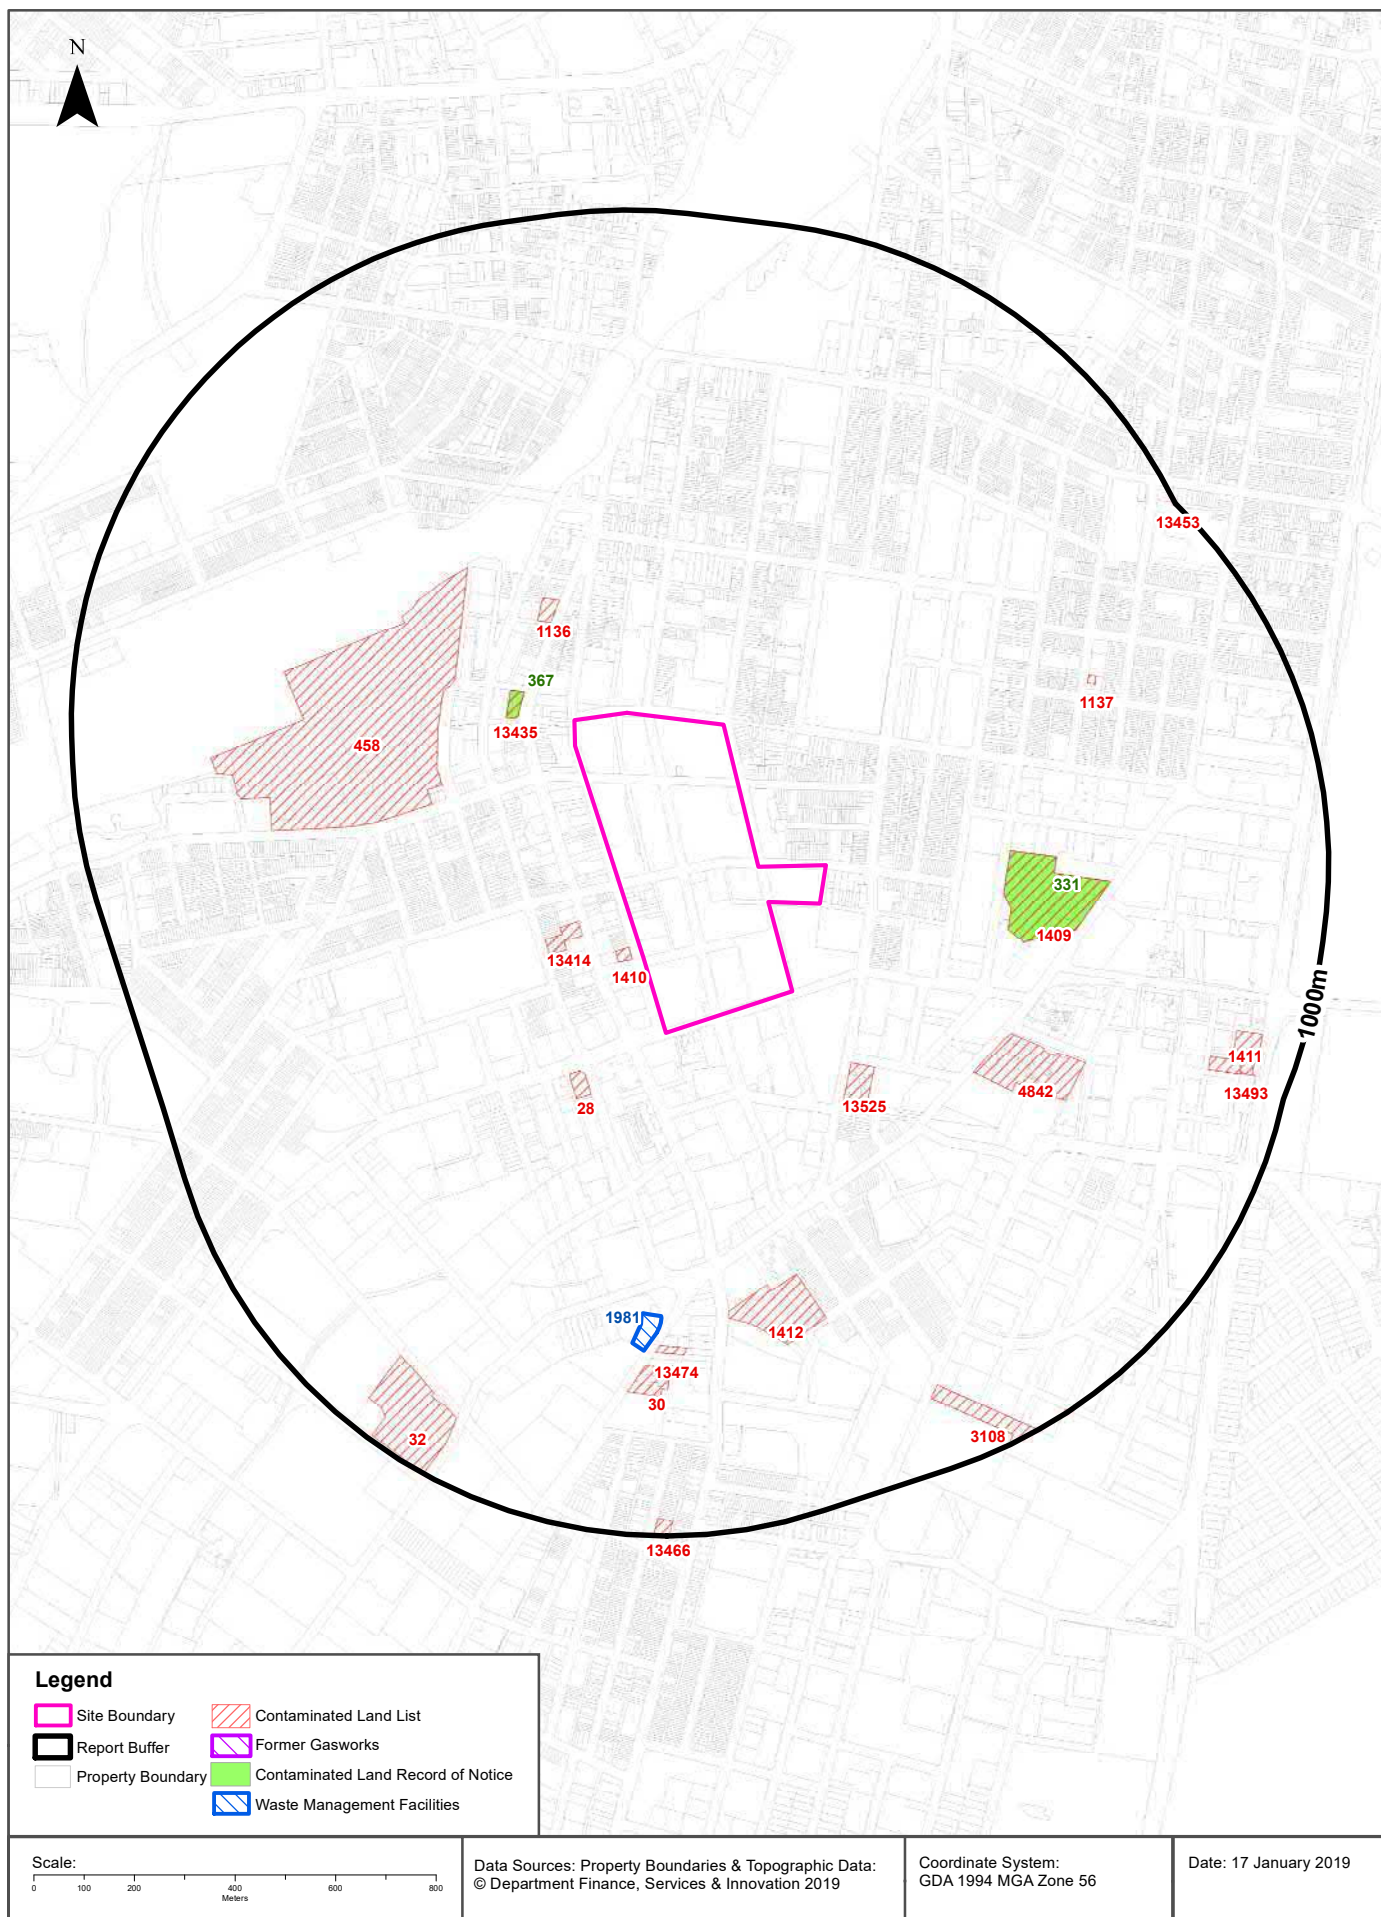 N
13453
1136
367
1137
13435
458
331
1409
13414
1410
1000m
1411
4842
13493
28
13525
1981
1412
13474
30
32
3108
13466
Legend
Site Boundary
Report Buffer
Property Boundary
Contaminated Land List
Former Gasworks
Contaminated Land Record of Notice
Waste Management Facilities
Scale:
0 100 200 400 600 800
Meters
Data Sources: Property Boundaries & Topographic Data:
© Department Finance, Services & Innovation 2019
Coordinate System:
GDA 1994 MGA Zone 56
Date: 17 January 2019